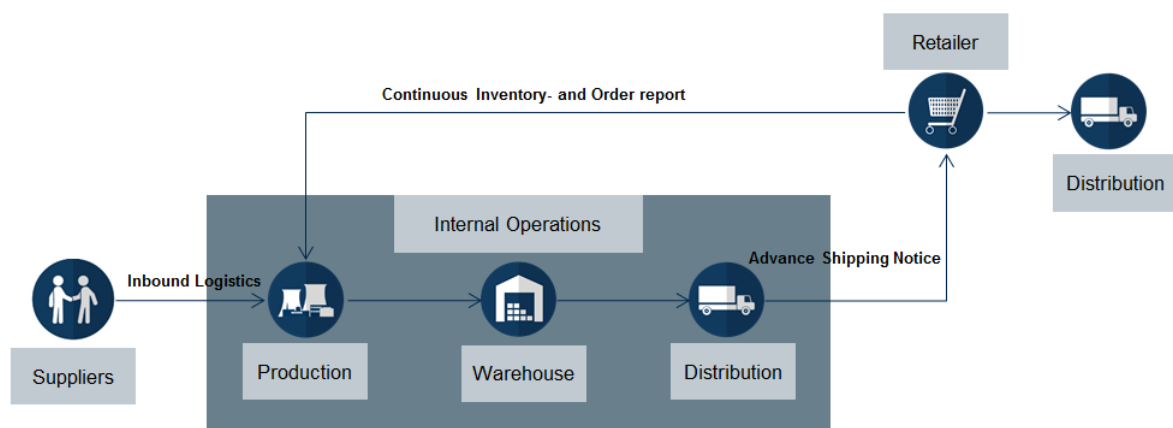 Retailer
Continuous Inventory- and Order report
Distribution
Internal Operations
Advance Shipping Notice
Inbound Logistics
Suppliers
Production
Warehouse
Distribution